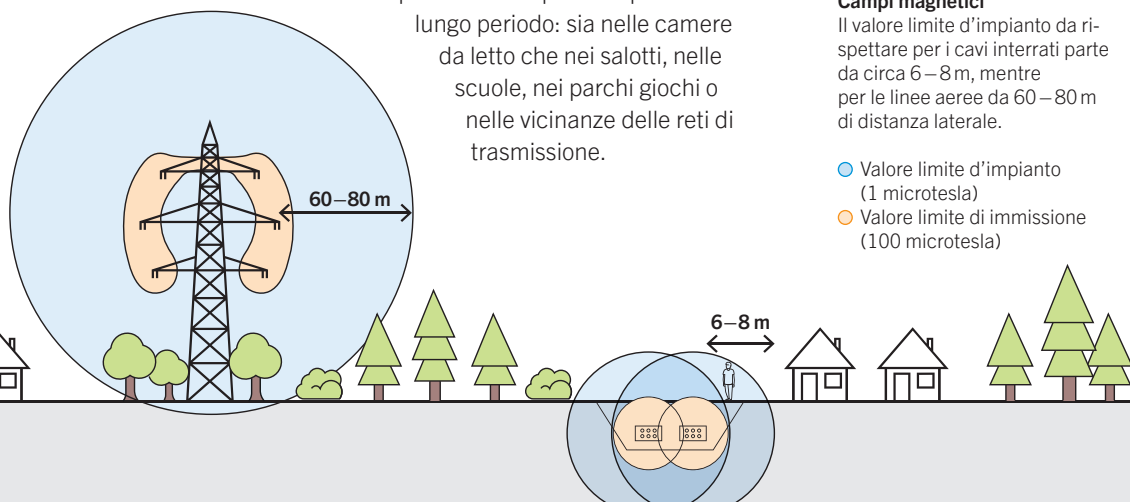 lungo periodo: sia nelle camere
da letto che nei salotti, nelle
scuole, nei parchi giochi o
nelle vicinanze delle reti di
trasmissione.
Campi magnetici
Il valore limite d'impianto da ri-
spettare per i cavi interrati parte
da circa 6–8 m, mentre
per le linee aeree da 60–80 m
di distanza laterale.
Valore limite d'impianto
(1 microtesla)
Valore limite di immissione
(100 microtesla)
60–80 m
6–8 m